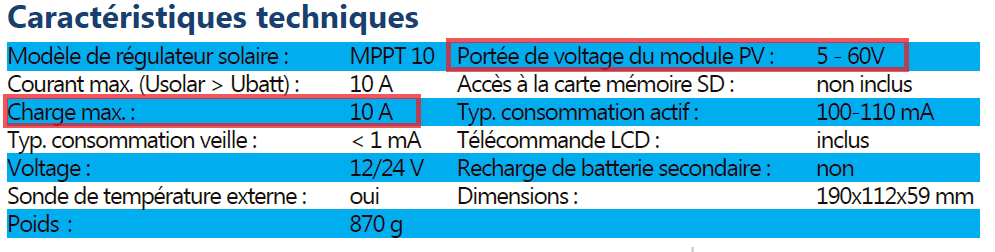 Caractéristiques techniques
Modèle de régulateur solaire : MPPT 10 Portée de voltage du module PV : 5 - 60V
Courant max. (Usolar > Ubatt) : 10 A Accès à la carte mémoire SD : non inclus
Charge max. : 10 A Typ. consommation actif : 100-110 mA
Typ. consommation veille : < 1 mA Télécommande LCD : inclus
Voltage : 12/24 V Recharge de batterie secondaire : non
Sonde de température externe : oui Dimensions : 190x112x59 mm
Poids : 870 g